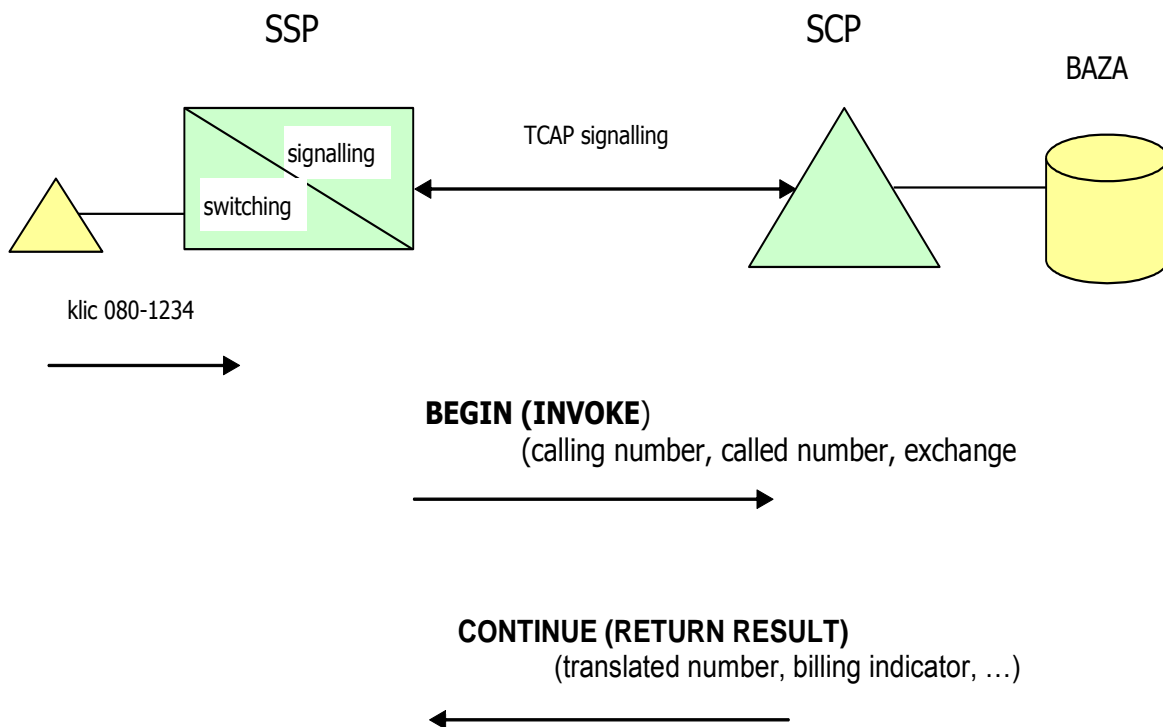 SSP
SCP
BAZA
signalling
switching
TCAP signalling
klic 080-1234
BEGIN (INVOKE)
(calling number, called number, exchange
CONTINUE (RETURN RESULT)
(translated number, billing indicator, …)